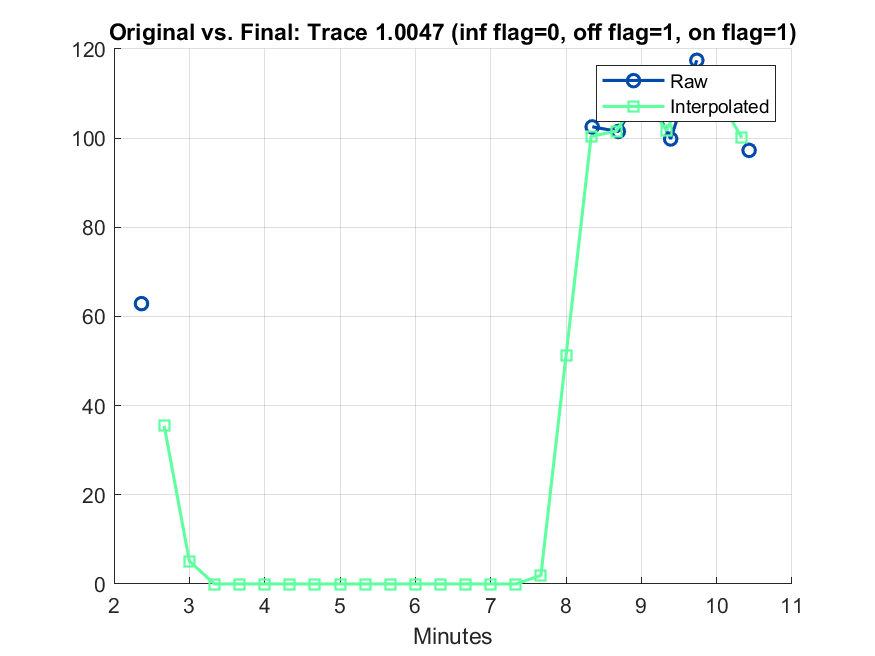 Original vs. Final: Trace 1.0047 (inf flag=0, off flag=1, on flag=1)
120
Raw
Interpolated
100
80
60
40
20
0
2 3 4 5 6 7 8 9 10 11
Minutes